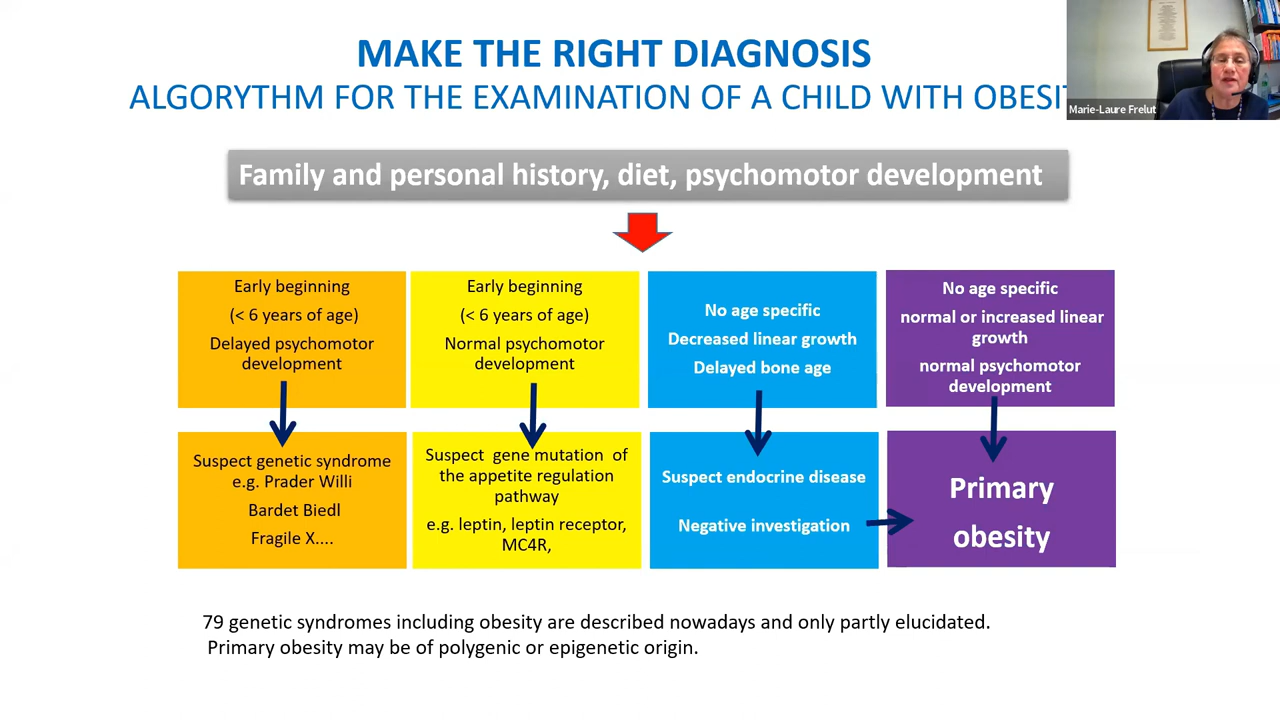 MAKE THE RIGHT DIAGNOSIS
ALGORYTHM FOR THE EXAMINATION OF A CHILD WITH OBESI
Marie-Laure Frelut
Family and personal history, diet, psychomotor development
Early beginning
(< 6 years of age)
Delayed psychomotor
development
Early beginning
(< 6 years of age)
Normal psychomotor
development
No age specific
Decreased linear growth
Delayed bone age
No age specific
normal or increased linear
growth
normal psychomotor
development
Suspect genetic syndrome
e.g. Prader Willi
Bardet Biedl
Fragile X....
Suspect gene mutation of
the appetite regulation
pathway
e.g. leptin, leptin receptor,
MC4R,
Suspect endocrine disease
Negative investigation
Primary
obesity
79 genetic syndromes including obesity are described nowadays and only partly elucidated.
Primary obesity may be of polygenic or epigenetic origin.